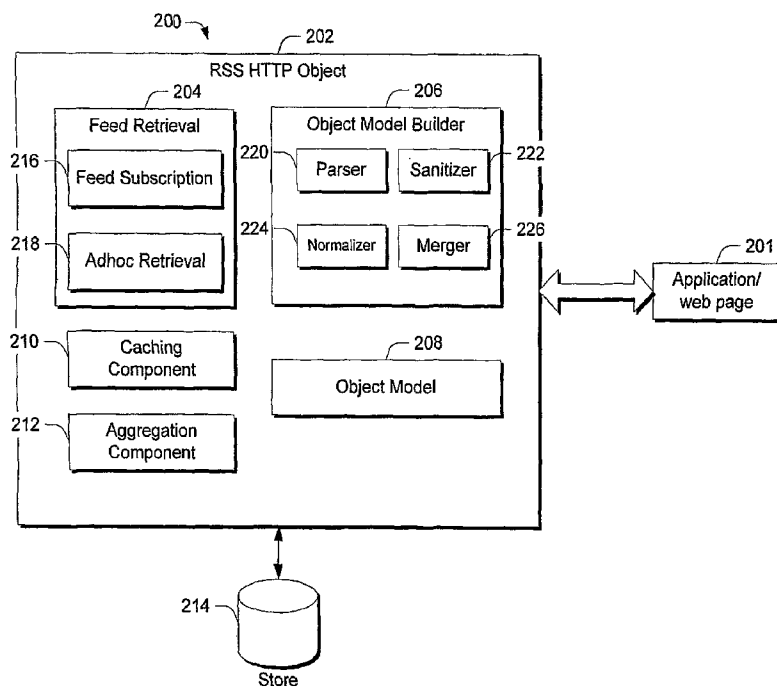 200
202
RSS HTTP Object
204
Feed Retrieval
216
Feed Subscription
218
Adhoc Retrieval
206
Object Model Builder
220
Parser
Sanitizer
222
224
Normalizer
Merger
226
201
Application/
web page
210
Caching
Component
208
Object Model
212
Aggregation
Component
214
Store